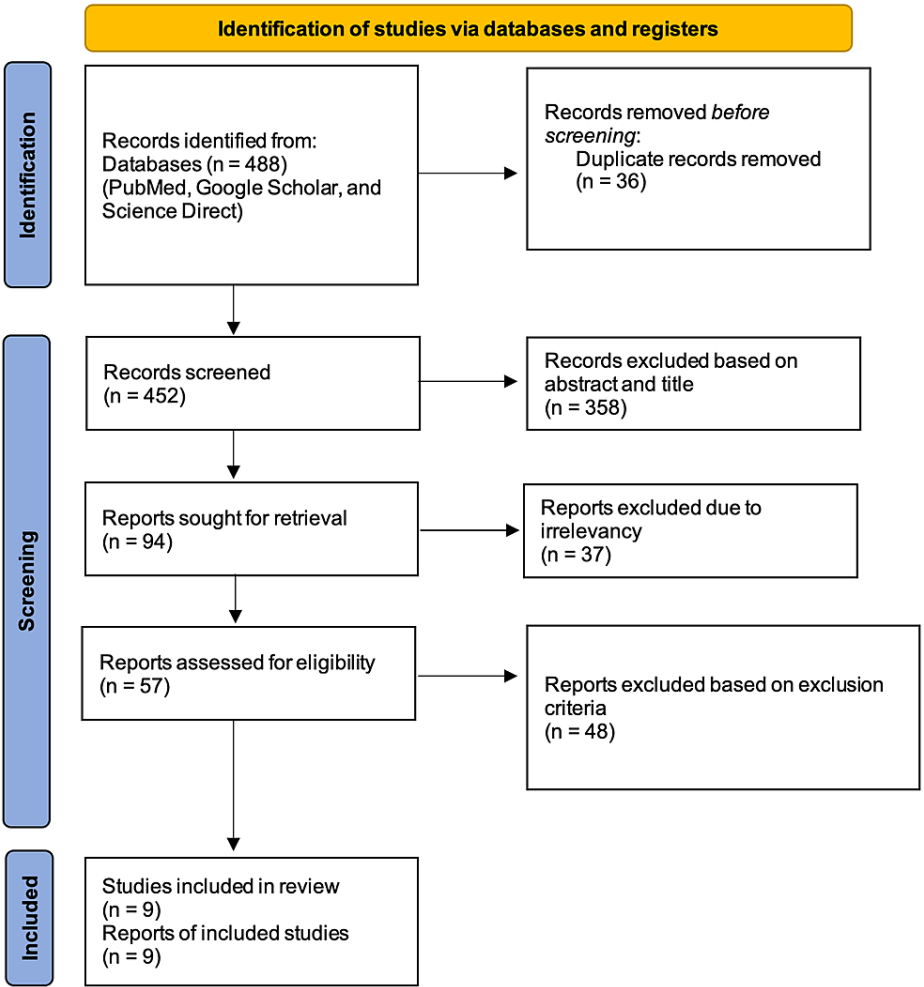 Identification of studies via databases and registers
Identification
Records identified from:
Databases (n = 488)
(PubMed, Google Scholar, and
Science Direct)
Records removed before
screening:
Duplicate records removed
(n = 36)
Screening
Records screened
(n = 452)
Records excluded based on
abstract and title
(n = 358)
Reports sought for retrieval
(n = 94)
Reports excluded due to
irrelevancy
(n = 37)
Reports assessed for eligibility
(n = 57)
Reports excluded based on exclusion
criteria
(n = 48)
Included
Studies included in review
(n = 9)
Reports of included studies
(n = 9)